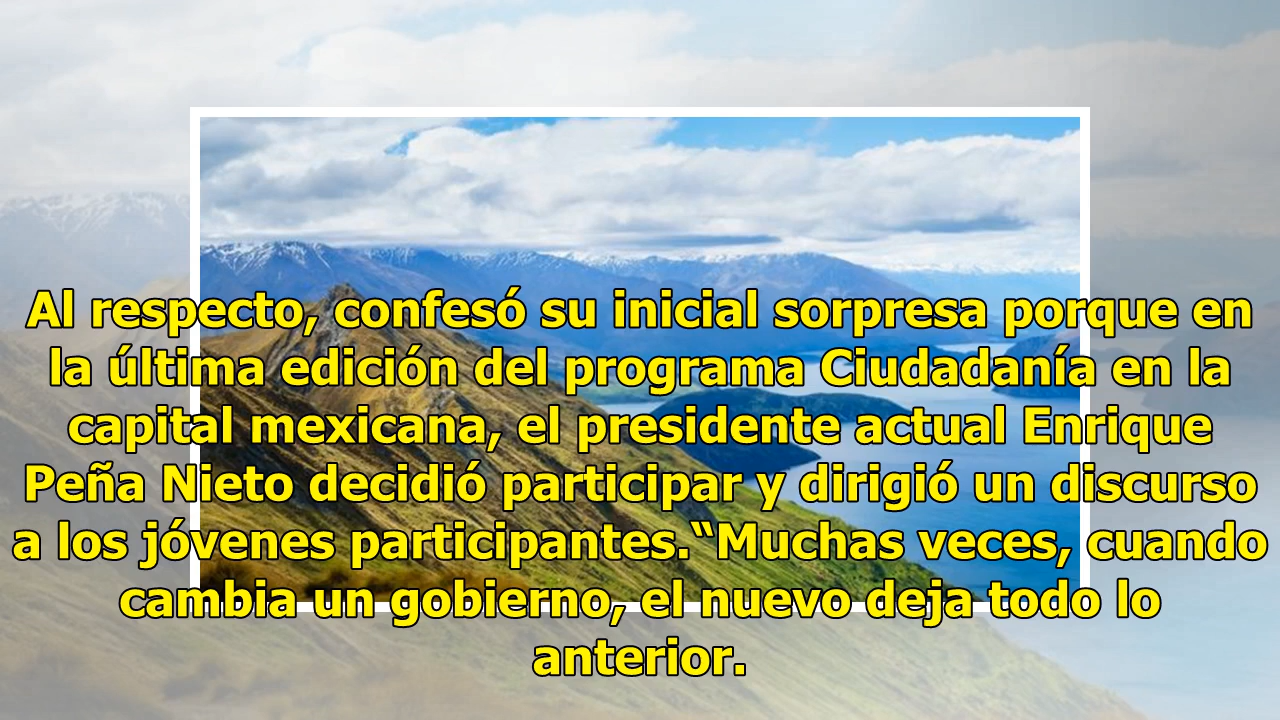 Al respecto, confesó su inicial sorpresa porque en
la última edición del programa Ciudadanía en la
capital mexicana, el presidente actual Enrique
Peña Nieto decidió participar y dirigió un discurso
a los jóvenes participantes.“Muchas veces, cuando
cambia un gobierno, el nuevo deja todo lo
anterior.